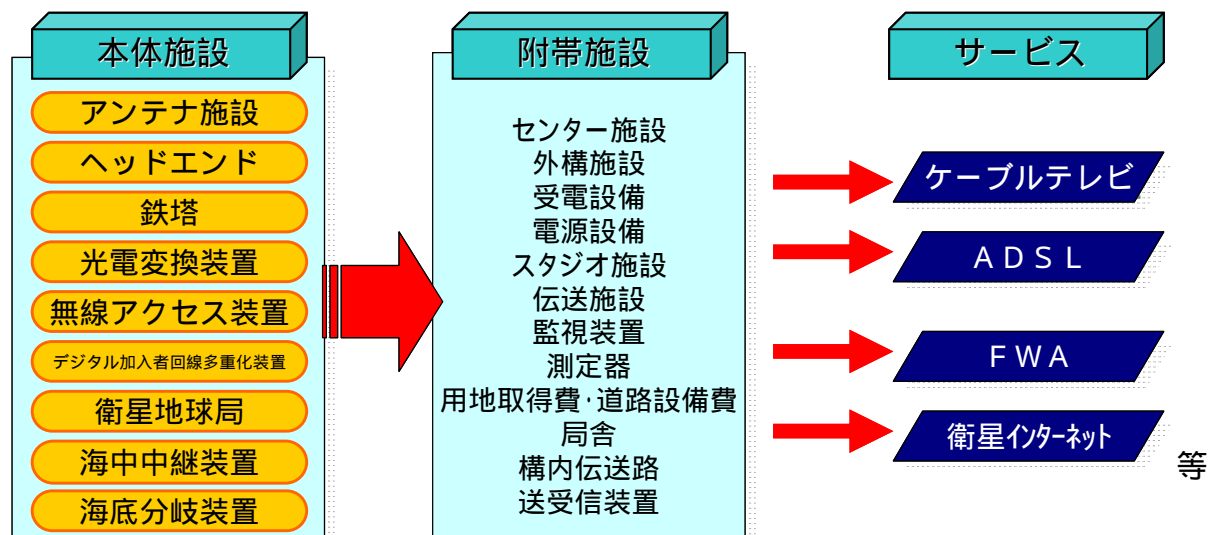 本体施設
アンテナ施設
ヘッドエンド
鉄塔
光電変換装置
無線アクセス装置
デジタル加入者回線多重化装置
衛星地球局
海中中継装置
海底分岐装置
附帯施設
センター施設
外構施設
受電設備
電源設備
スタジオ施設
伝送施設
監視装置
測定器
用地取得費･道路設備費
局舎
構内伝送路
送受信装置
サービス
ケーブルテレビ
ＡＤＳＬ
ＦＷＡ
衛星ｲﾝﾀｰﾈｯﾄ
等